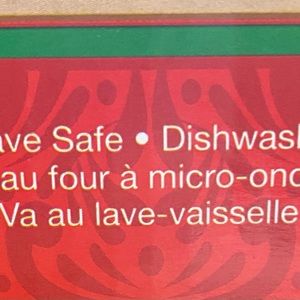 ave Safe • Dishwash
au four à micro-ond
Va au lave-vaisselle